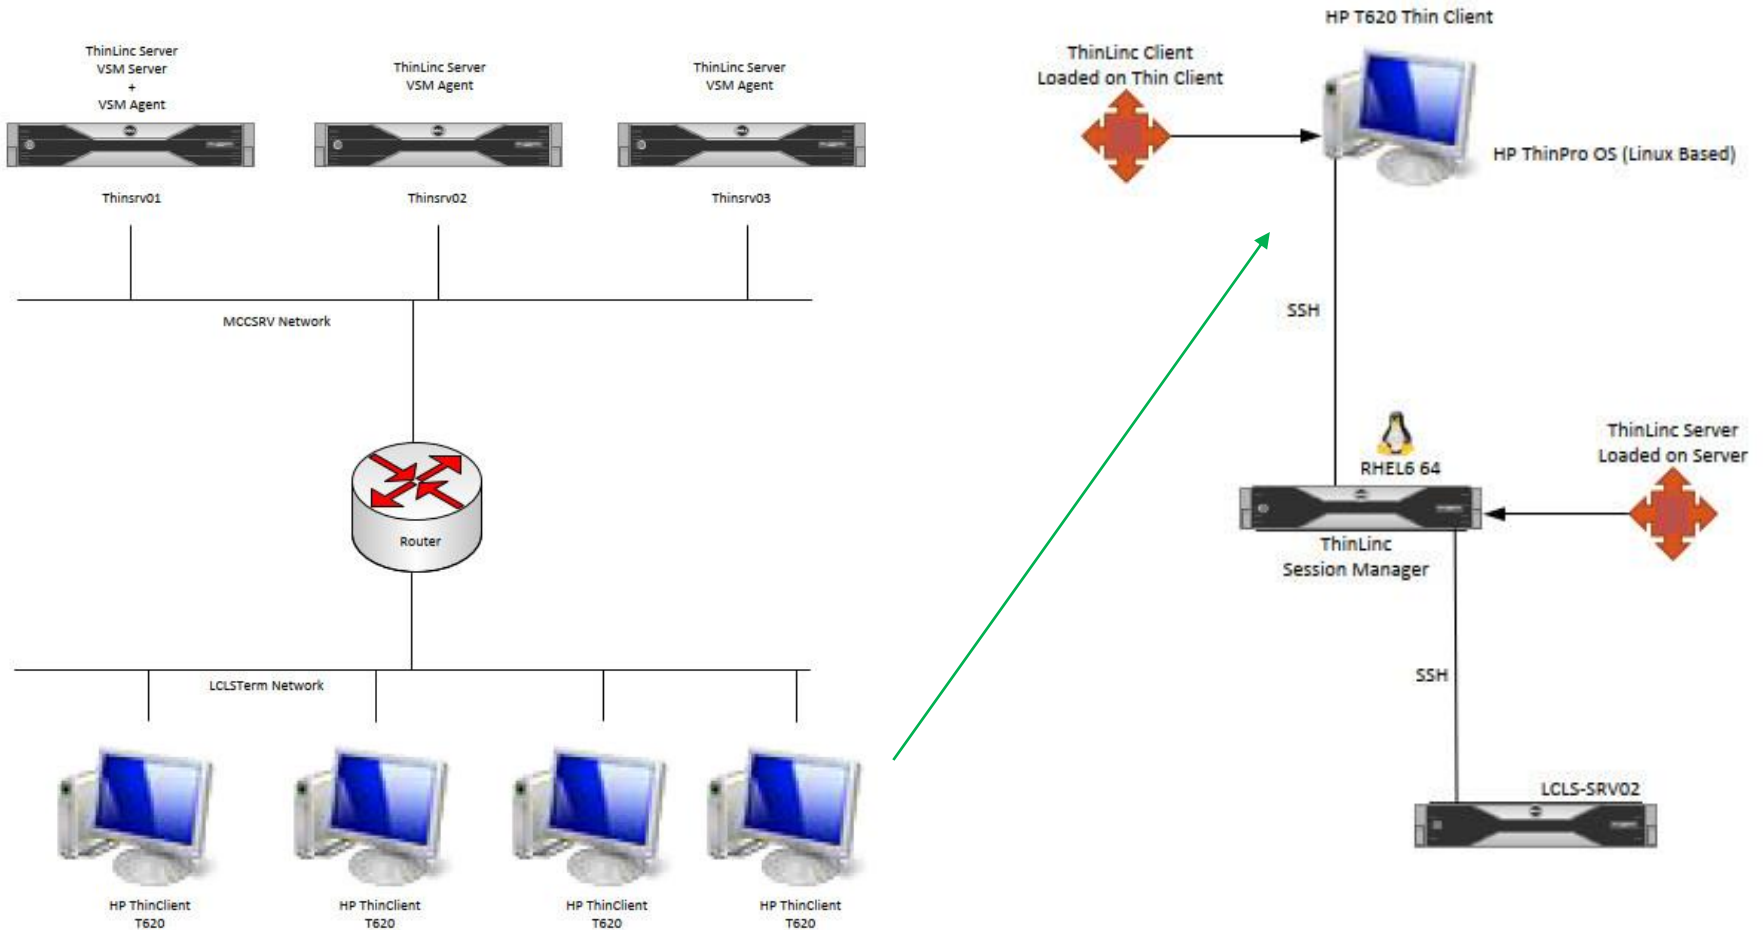 ThinLinc Server
VSM Server
+
VSM Agent
ThinLinc Server
VSM Agent
ThinLinc Server
VSM Agent
Thinsrv01
Thinsrv02
Thinsrv03
MCCSRV Network
Router
LCLSTerm Network
HP ThinClient
T620
HP ThinClient
T620
HP ThinClient
T620
HP ThinClient
T620
HP T620 Thin Client
ThinLinc Client
Loaded on Thin Client
HP ThinPro OS (Linux Based)
SSH
RHEL6 64
ThinLinc Server
Loaded on Server
ThinLinc
Session Manager
SSH
LCLS-SRV02